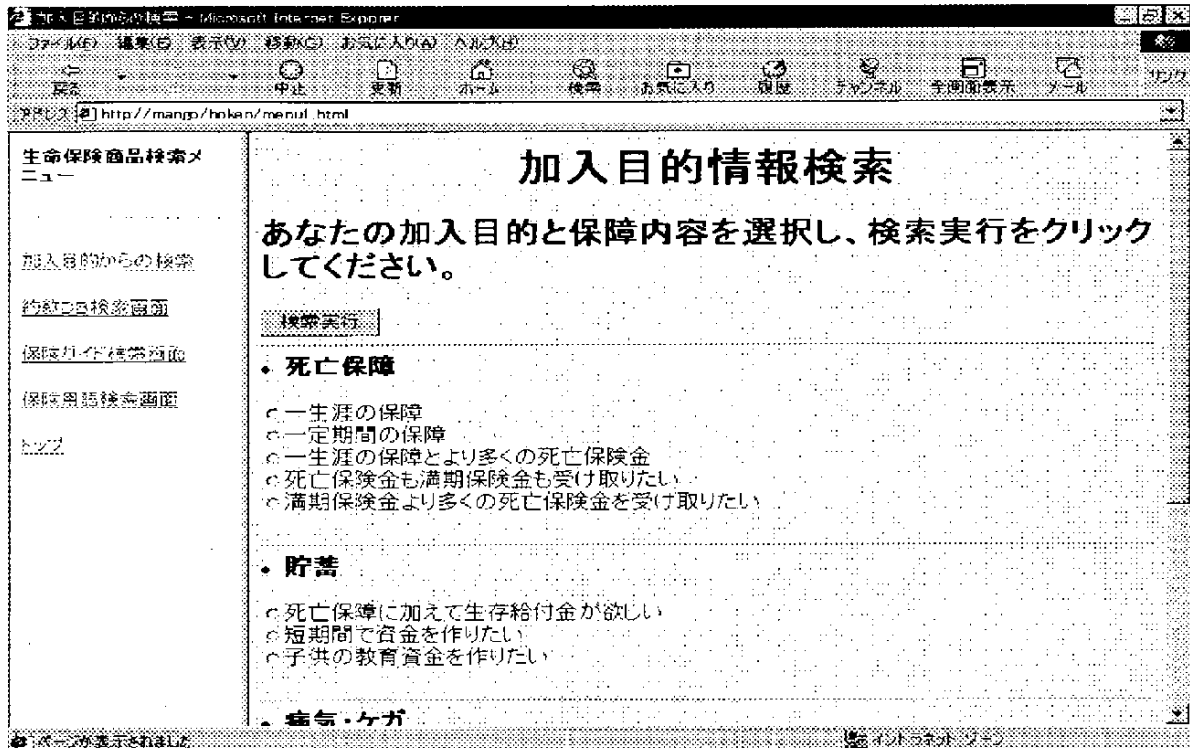 加入目的からの検索 - Microsoft Internet Explorer
ファイル(F) 編集(E) 表示(V) 移動(G) お気に入り(A) ヘルプ(H)
戻る 中止 更新 ホーム 検索 お気に入り 履歴 チャンネル 全画面表示 メール
リンク
アドレス http://mango/hoken/menu1.html
生命保険商品検索メ
ニュー
加入目的からの検索
保険ガイド検索画面
保険用語検索画面
トップ
加入目的情報検索
あなたの加入目的と保障内容を選択し、検索実行をクリック
してください。
検索実行
• 死亡保障
一生涯の保障
一定期間の保障
一生涯の保障とより多くの死亡保険金
死亡保険金も満期保険金も受け取りたい
満期保険金より多くの死亡保険金を受け取りたい
• 貯蓄
死亡保障に加えて生存給付金が欲しい
短期間で資金を作りたい
子供の教育資金を作りたい
• 病気・ケガ
ページが表示されました
イントラネット ゾーン